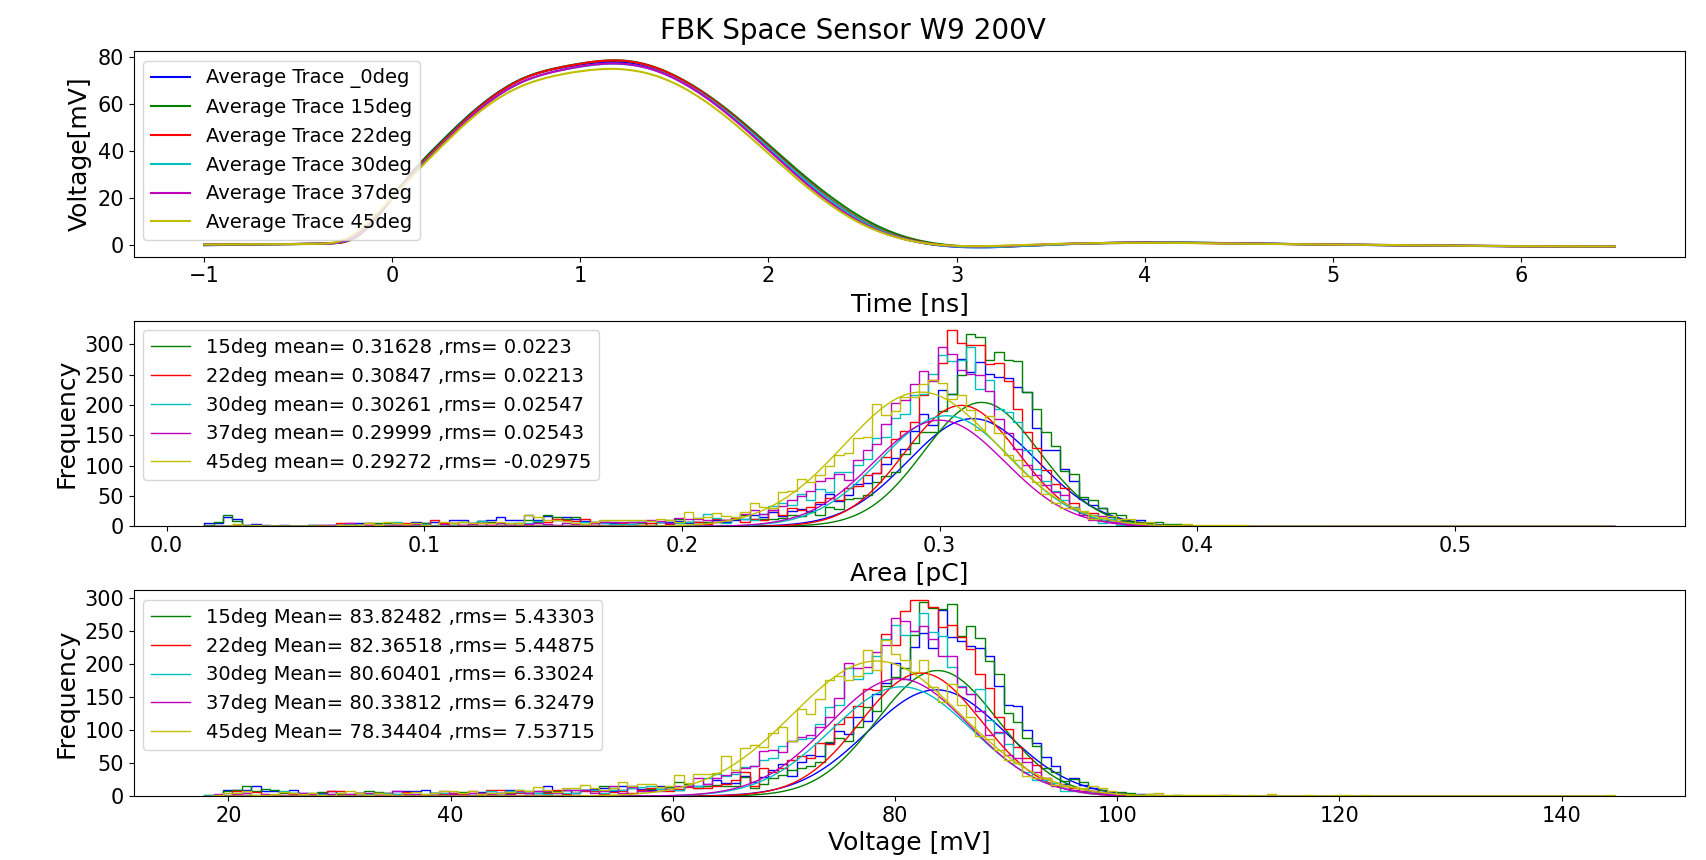 FBK Space Sensor W9 200V
80
60
40
20
0
Voltage[mV]
Average Trace _0deg
Average Trace 15deg
Average Trace 22deg
Average Trace 30deg
Average Trace 37deg
Average Trace 45deg
−1 0 1 2 3 4 5 6
Time [ns]
300
250
200
150
100
50
0
Frequency
15deg mean= 0.31628 ,rms= 0.0223
22deg mean= 0.30847 ,rms= 0.02213
30deg mean= 0.30261 ,rms= 0.02547
37deg mean= 0.29999 ,rms= 0.02543
45deg mean= 0.29272 ,rms= -0.02975
0.0 0.1 0.2 0.3 0.4 0.5
Area [pC]
300
250
200
150
100
50
0
Frequency
15deg Mean= 83.82482 ,rms= 5.43303
22deg Mean= 82.36518 ,rms= 5.44875
30deg Mean= 80.60401 ,rms= 6.33024
37deg Mean= 80.33812 ,rms= 6.32479
45deg Mean= 78.34404 ,rms= 7.53715
20 40 60 80 100 120 140
Voltage [mV]